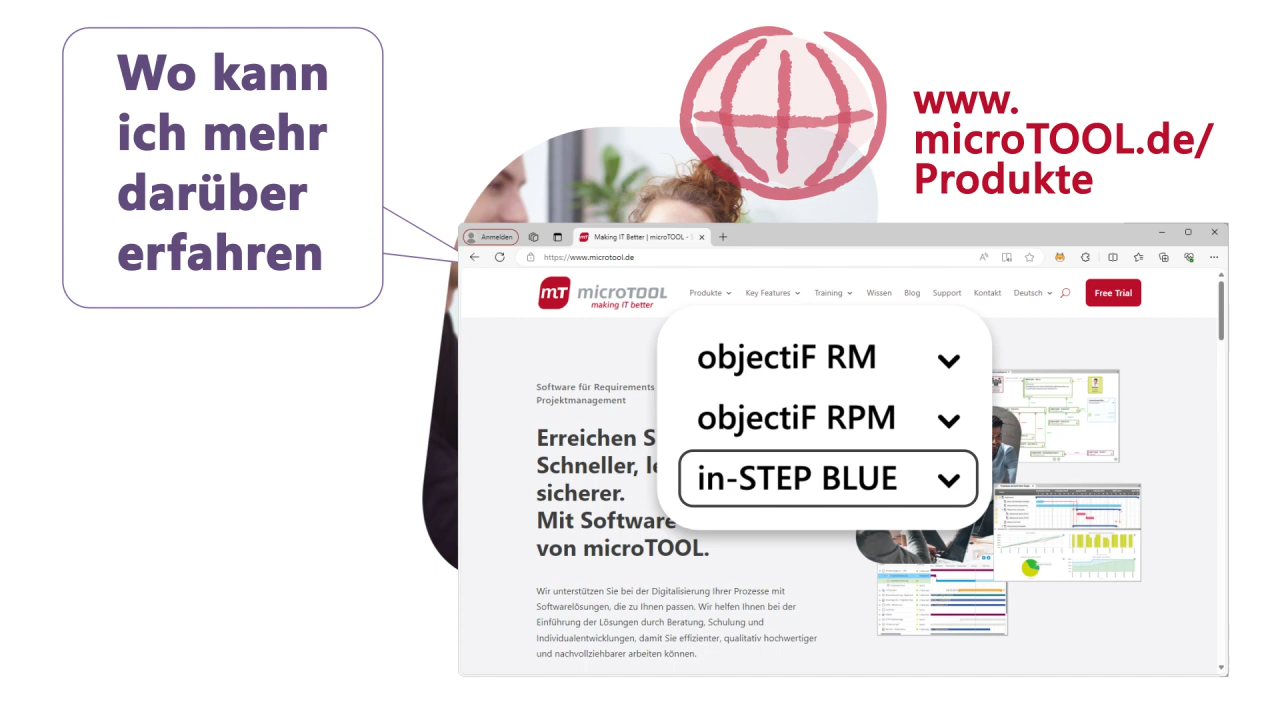 Wo kann
ich mehr
darüber
erfahren
www.
microTOOL.de/
Produkte
Anmelden
Making IT Better | microTOOL - S
https://www.microtool.de
mT microTOOL
making IT better
Produkte Key Features Training Wissen Blog Support Kontakt Deutsch Free Trial
objectiF RM
objectiF RPM
in-STEP BLUE
Software für Requirements
Projektmanagement
Erreichen S
Schneller, le
sicherer.
Mit Software
von microTOOL.
Wir unterstützen Sie bei der Digitalisierung Ihrer Prozesse mit
Softwarelösungen, die zu Ihnen passen. Wir helfen Ihnen bei der
Einführung der Lösungen durch Beratung, Schulung und
Individualentwicklungen, damit Sie effizienter, qualitativ hochwertiger
und nachvollziehbarer arbeiten können.